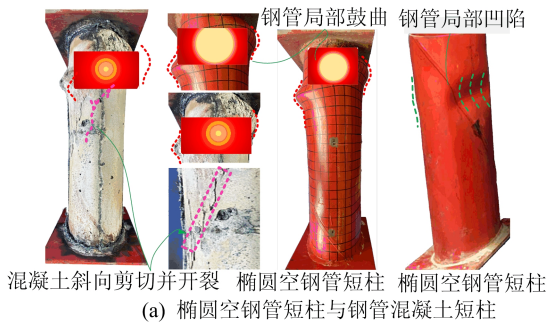 钢管局部鼓曲
钢管局部凹陷
混凝土斜向剪切并开裂
椭圆空钢管短柱
椭圆空钢管短柱
(a) 椭圆空钢管短柱与钢管混凝土短柱